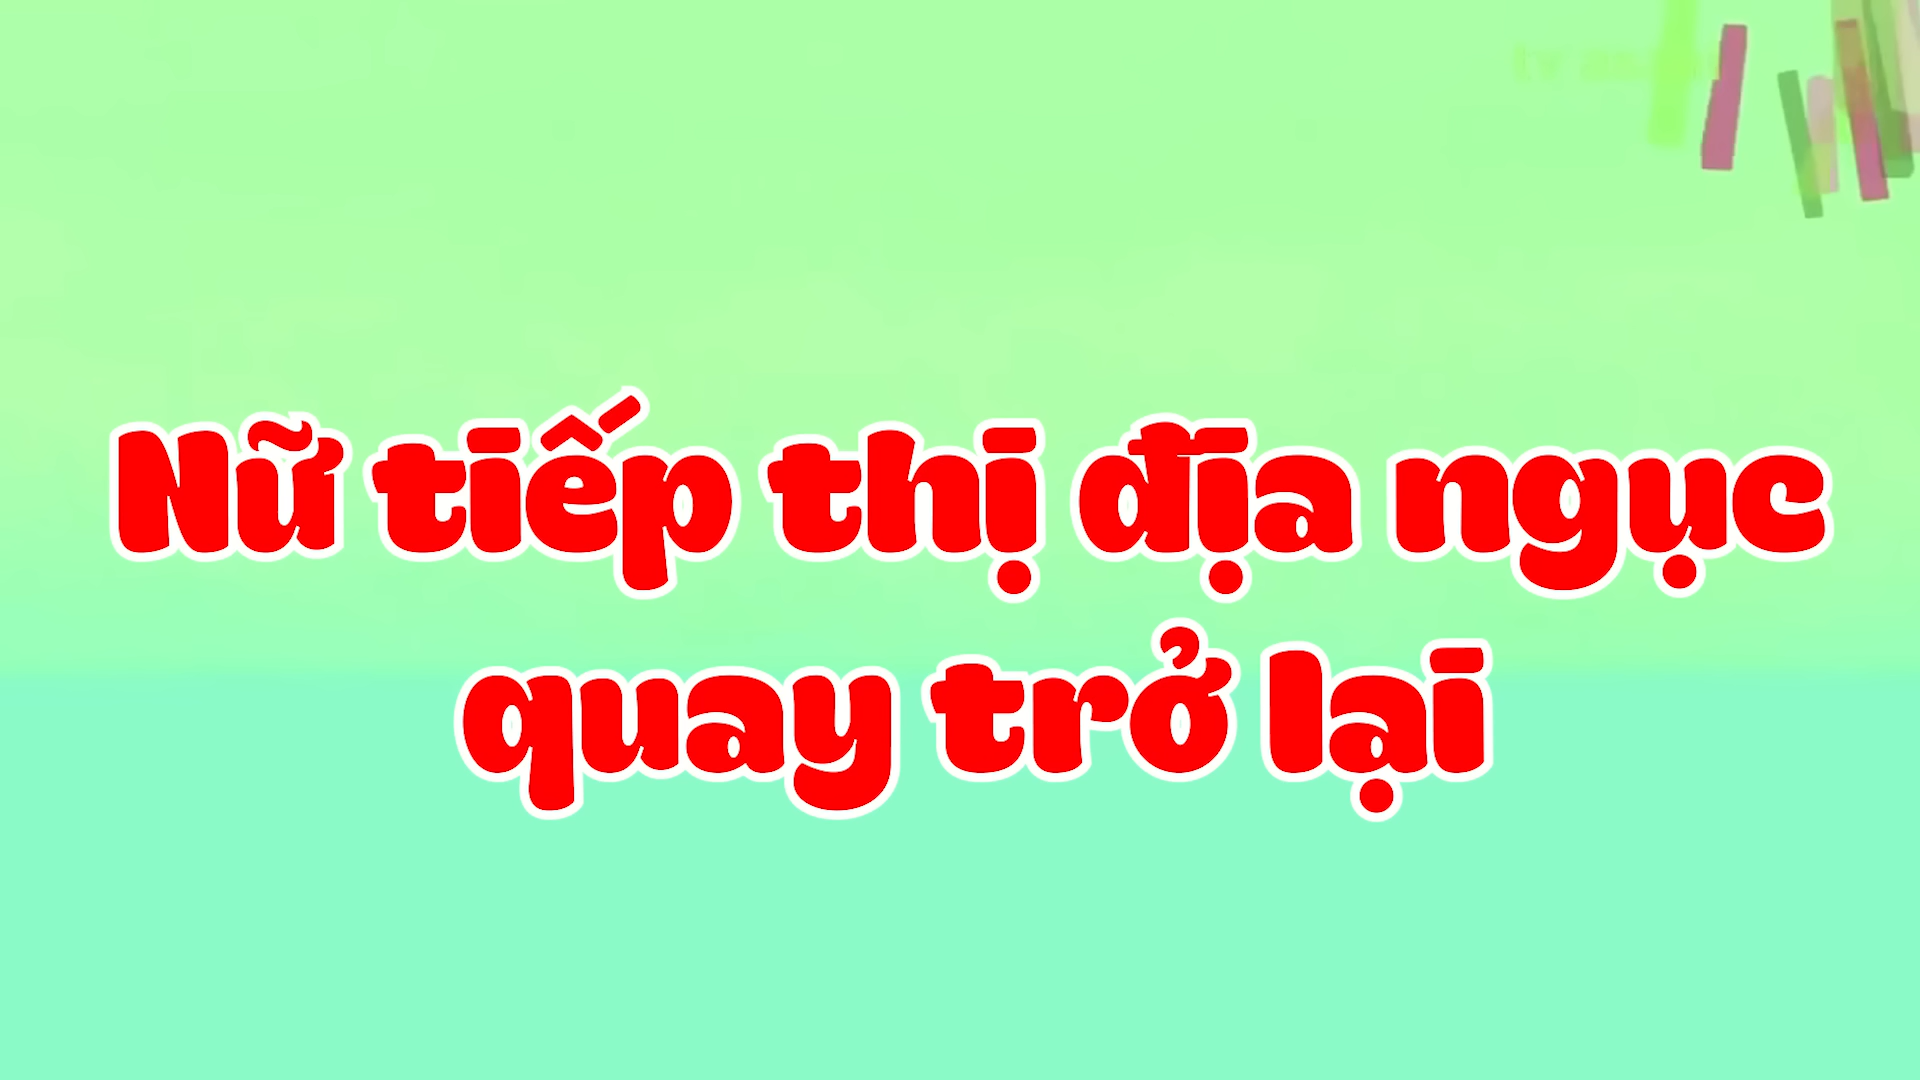 Nữ tiếp thị địa ngục
quay trở lại